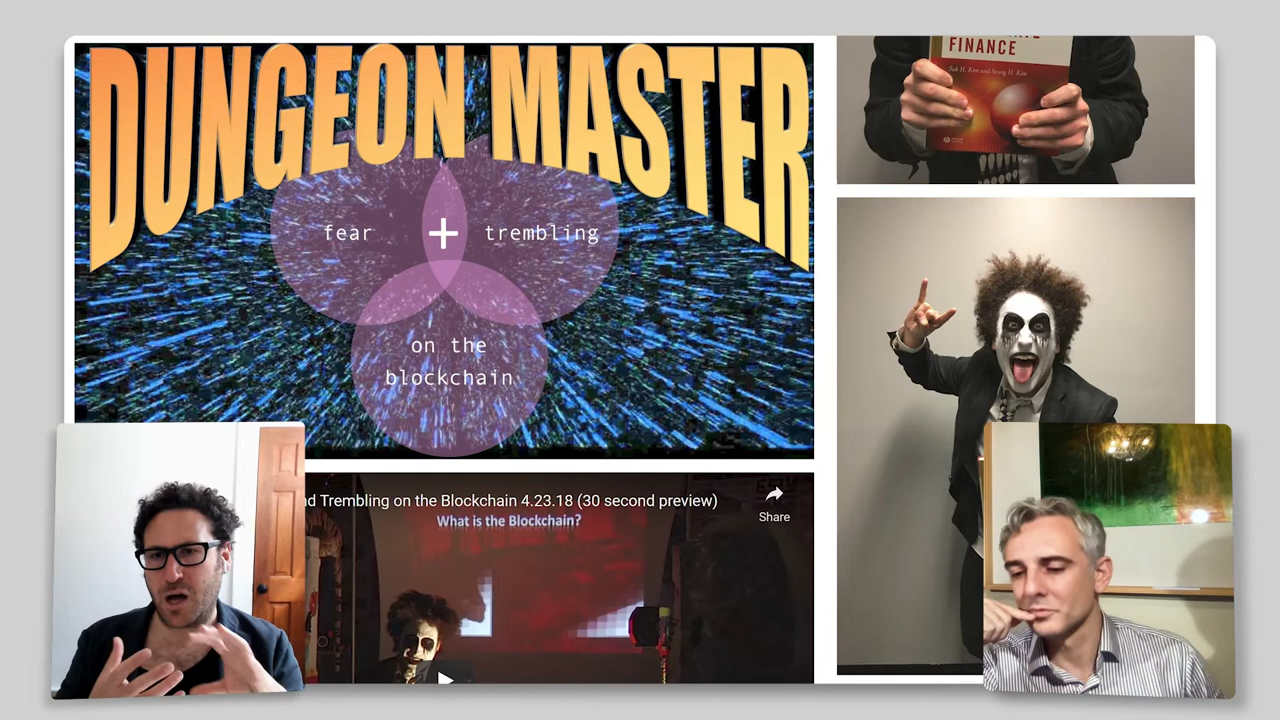 DUNGEON MASTER
fear + trembling
on the
blockchain
FINANCE
Suk H. Kim and Seung H. Kim
nd Trembling on the Blockchain 4.23.18 (30 second preview)
Share
What is the Blockchain?